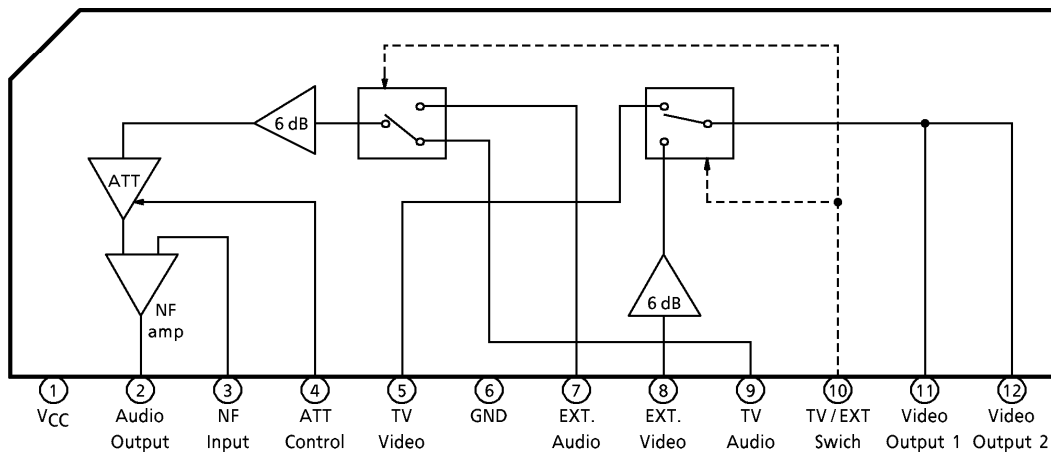 6 dB
ATT
6 dB
NF
amp
1 2 3 4 5 6 7 8 9 10 11 12
VCC Audio NF ATT TV GND EXT. EXT. TV TV/EXT Video Video
Output Input Control Video Audio Video Audio Swich Output 1 Output 2